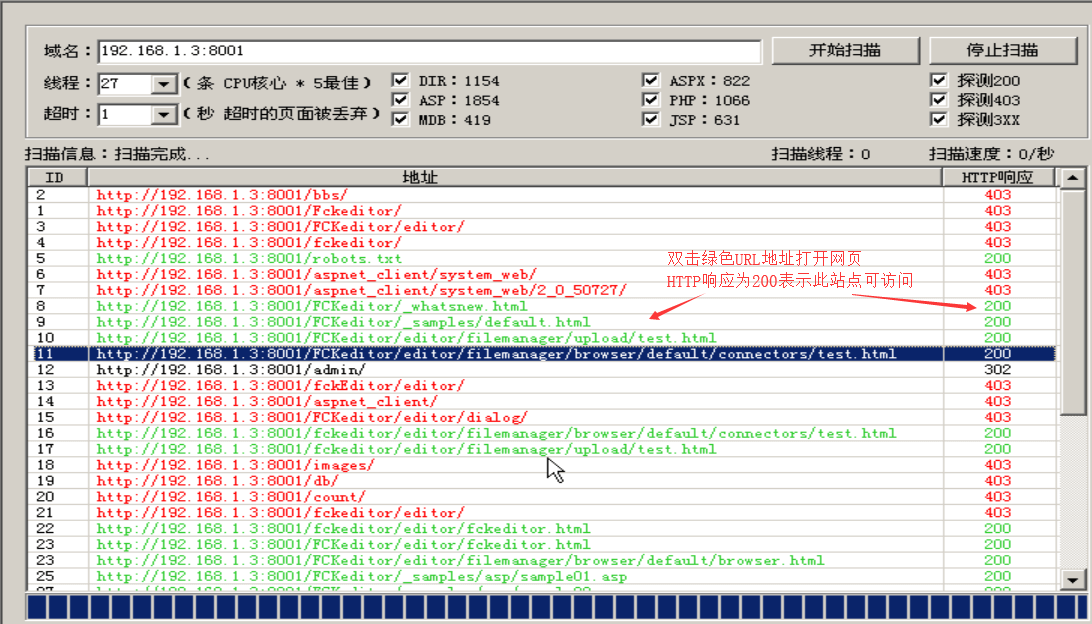 域名：192.168.1.3:8001 开始扫描 停止扫描
线程：27 （条 CPU核心 * 5最佳） DIR：1154 ASPX：822 探测200
ASP：1854 PHP：1066 探测403
超时：1 （秒 超时的页面被丢弃） MDB：419 JSP：631 探测3XX
扫描信息：扫描完成... 扫描线程：0 扫描速度：0/秒
ID 地址 HTTP响应
2 http://192.168.1.3:8001/bbs/ 403
1 http://192.168.1.3:8001/Fckeditor/ 403
3 http://192.168.1.3:8001/FCKeditor/editor/ 403
4 http://192.168.1.3:8001/fckeditor/ 403
5 http://192.168.1.3:8001/robots.txt 200
双击绿色URL地址打开网页
6 http://192.168.1.3:8001/aspnet_client/system_web/ 403
HTTP响应为200表示此站点可访问
7 http://192.168.1.3:8001/aspnet_client/system_web/2_0_50727/ 403
8 http://192.168.1.3:8001/FCKeditor/_whatsnew.html 200
9 http://192.168.1.3:8001/FCKeditor/_samples/default.html 200
10 http://192.168.1.3:8001/FCKeditor/editor/filemanager/upload/test.html 200
11 http://192.168.1.3:8001/FCKeditor/editor/filemanager/browser/default/connectors/test.html 200
12 http://192.168.1.3:8001/admin/ 302
13 http://192.168.1.3:8001/fckEditor/editor/ 403
14 http://192.168.1.3:8001/aspnet_client/ 403
15 http://192.168.1.3:8001/FCKeditor/editor/dialog/ 403
16 http://192.168.1.3:8001/fckeditor/editor/filemanager/browser/default/connectors/test.html 200
17 http://192.168.1.3:8001/fckeditor/editor/filemanager/upload/test.html 200
18 http://192.168.1.3:8001/images/ 403
19 http://192.168.1.3:8001/db/ 403
20 http://192.168.1.3:8001/count/ 403
21 http://192.168.1.3:8001/fckeditor/editor/ 403
22 http://192.168.1.3:8001/fckeditor/editor/fckeditor.html 200
23 http://192.168.1.3:8001/FCKeditor/editor/fckeditor.html 200
23 http://192.168.1.3:8001/FCKeditor/editor/filemanager/browser/default/browser.html 200
25 http://192.168.1.3:8001/FCKeditor/_samples/asp/sample01.asp 200